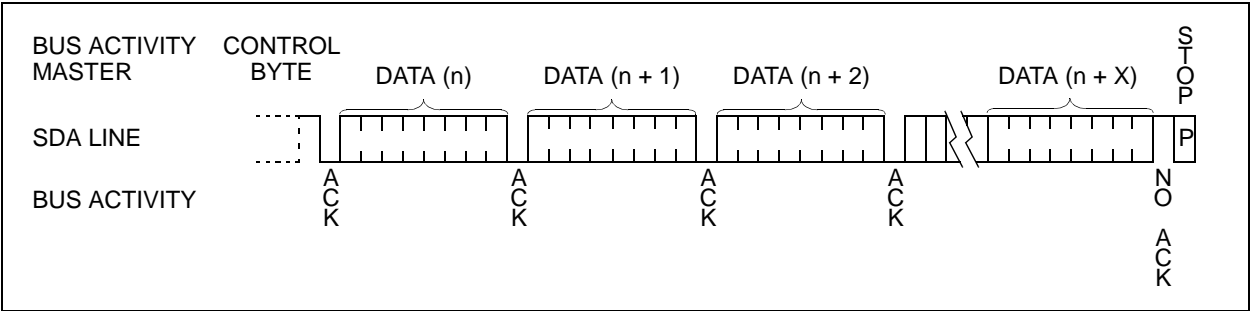 BUS ACTIVITY
MASTER
CONTROL
BYTE
DATA (n)
DATA (n + 1)
DATA (n + 2)
DATA (n + X)
STOP
SDA LINE
P
BUS ACTIVITY
ACK
ACK
ACK
ACK
NO ACK